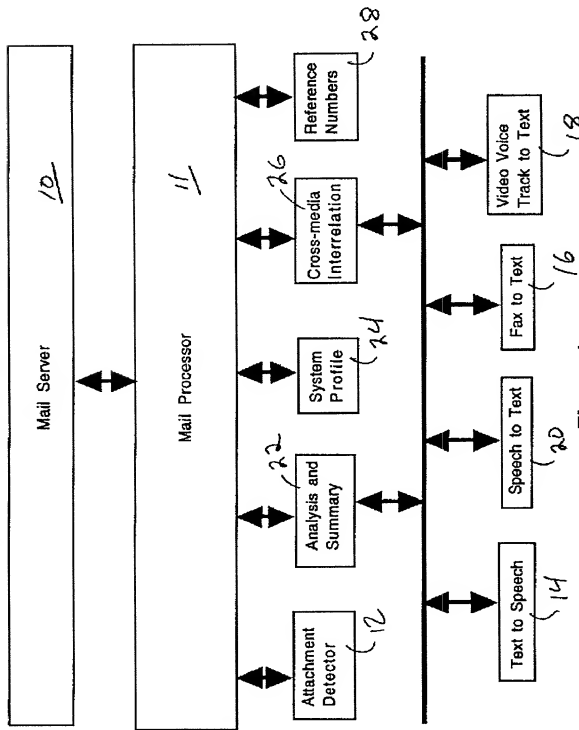 Mail Server
10
Mail Processor
11
Attachment
Detector
12
Analysis and
Summary
22
System
Profile
24
Cross-media
Interrelation
26
Reference
Numbers
28
Text to Speech
14
Speech to Text
20
Fax to Text
16
Video Voice
Track to Text
18